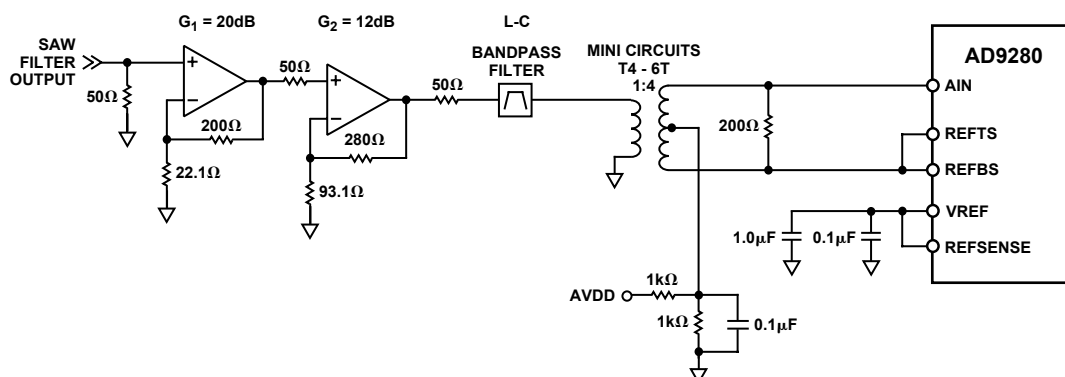 G1 = 20dB
G2 = 12dB
L-C
BANDPASS
FILTER
MINI CIRCUITS
T4 - 6T
1:4
AD9280
SAW
FILTER
OUTPUT
50Ω
+
–
200Ω
22.1Ω
50Ω
+
–
280Ω
93.1Ω
50Ω
200Ω
AIN
REFTS
REFBS
VREF
REFSENSE
1.0µF
0.1µF
AVDD
1kΩ
1kΩ
0.1µF